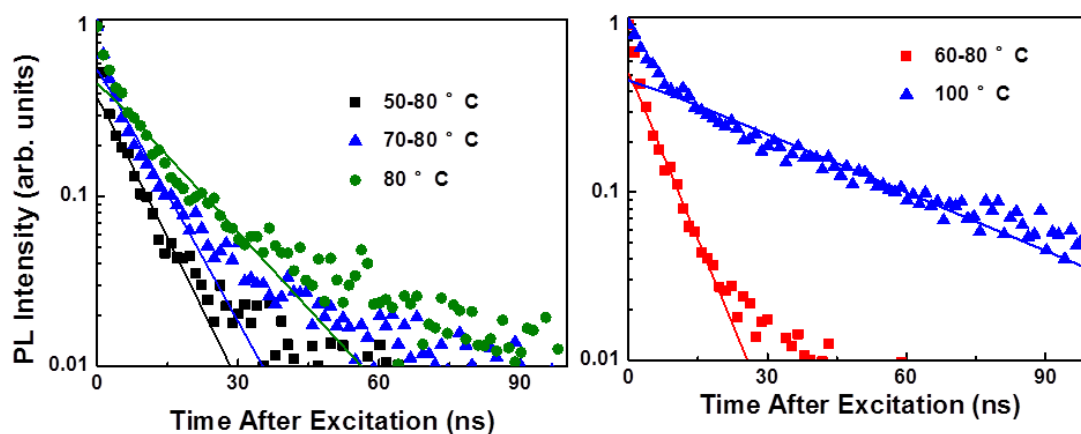 PL Intensity (arb. units)
1
0.1
0.01
50-80 ° C
70-80 ° C
80 ° C
0
30
60
90
Time After Excitation (ns)
1
0.1
0.01
60-80 ° C
100 ° C
0
30
60
90
Time After Excitation (ns)